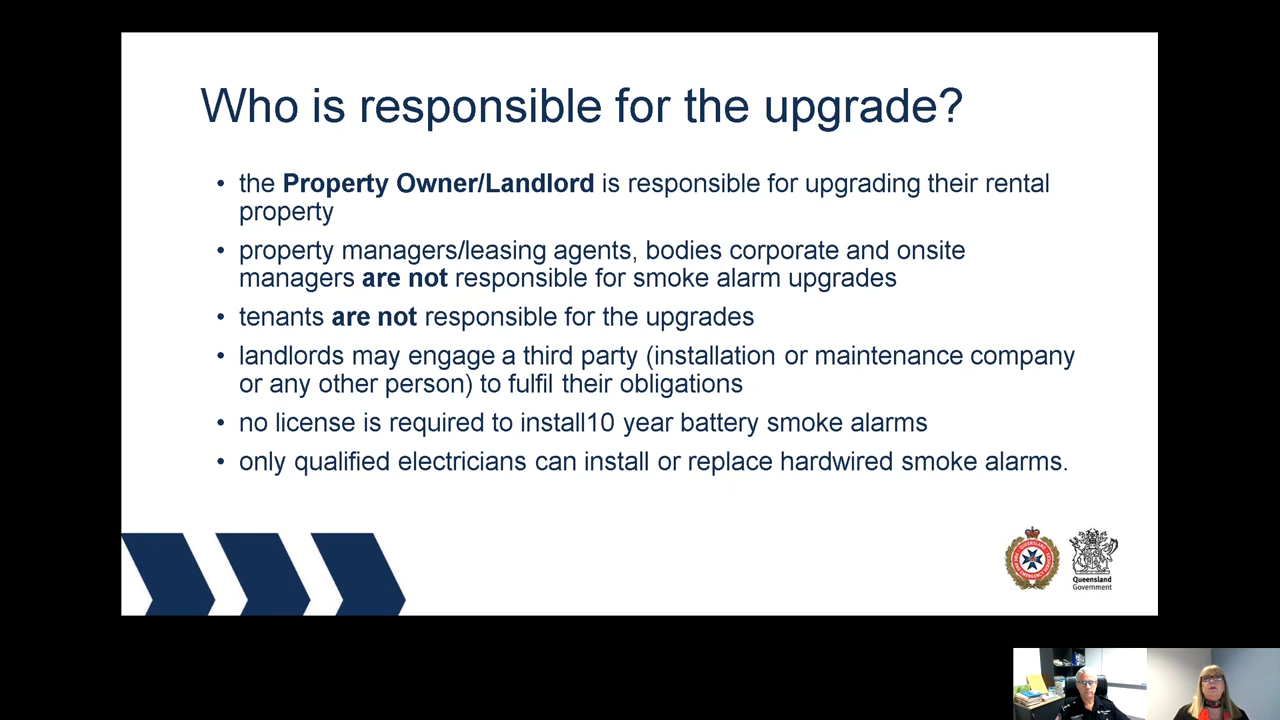 Who is responsible for the upgrade?
• the Property Owner/Landlord is responsible for upgrading their rental
property
• property managers/leasing agents, bodies corporate and onsite
managers are not responsible for smoke alarm upgrades
• tenants are not responsible for the upgrades
• landlords may engage a third party (installation or maintenance company
or any other person) to fulfil their obligations
• no license is required to install10 year battery smoke alarms
• only qualified electricians can install or replace hardwired smoke alarms.
QUEENSLAND
Queensland
Government